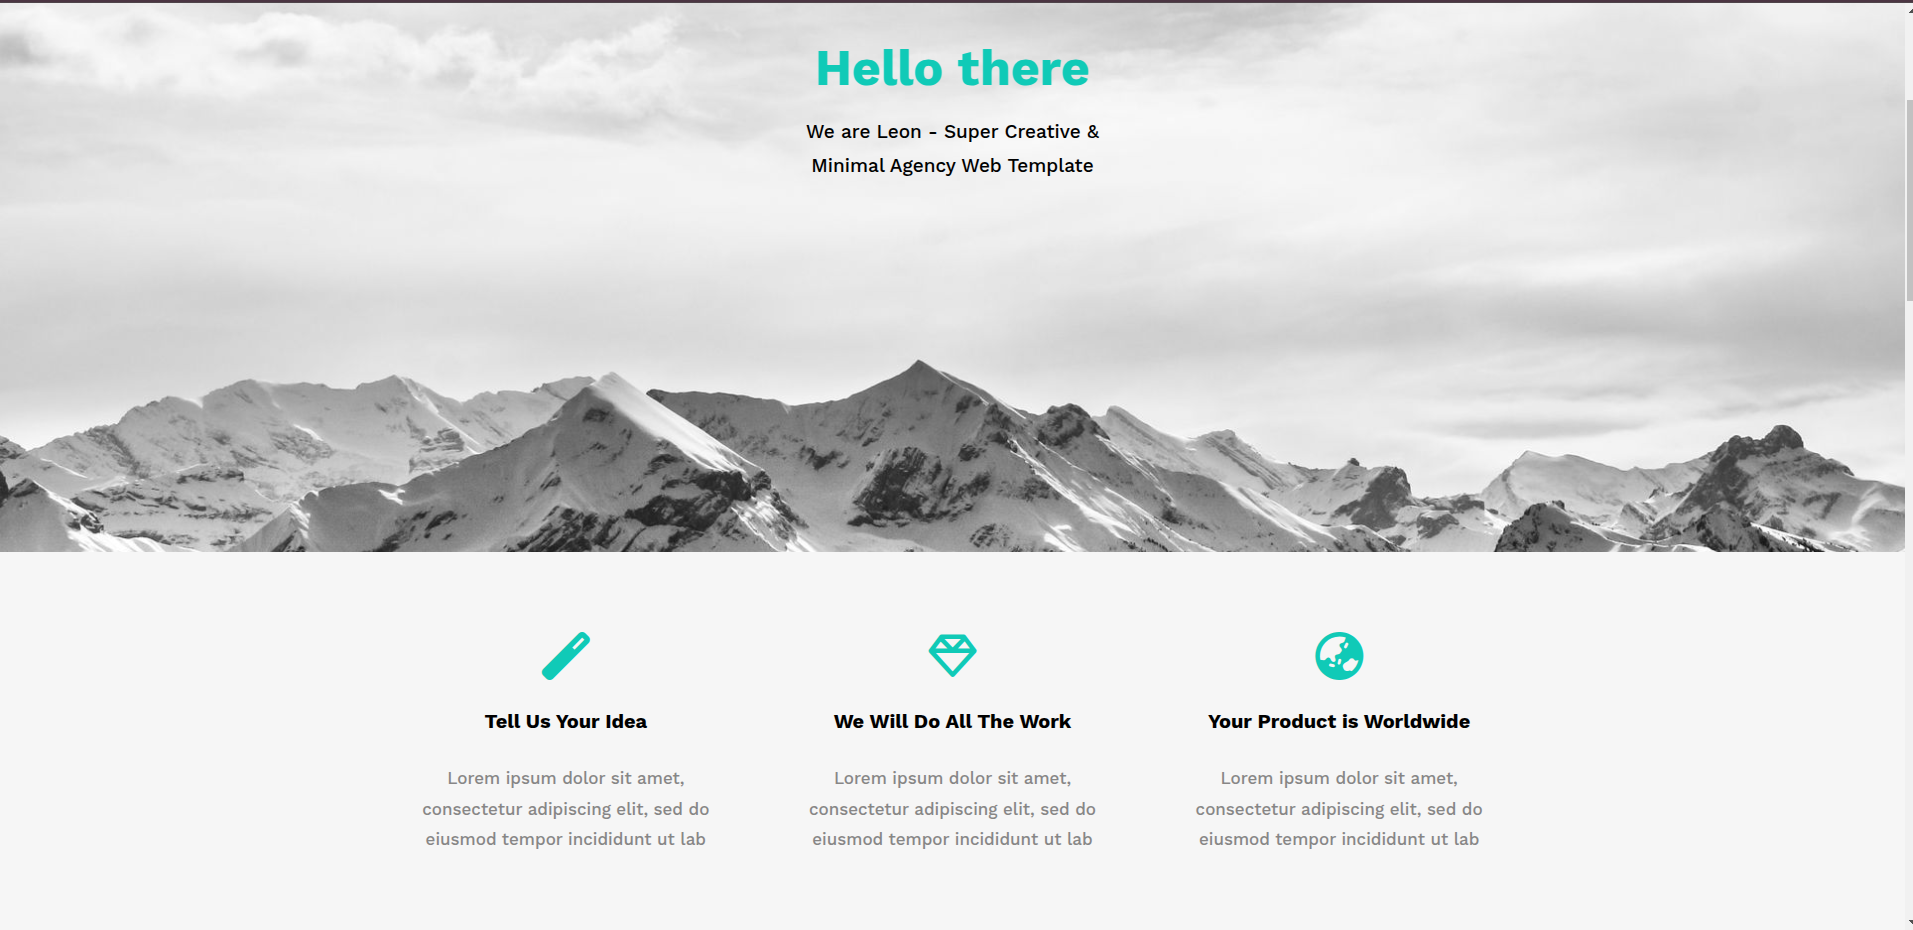 Hello there
We are Leon - Super Creative &
Minimal Agency Web Template
Tell Us Your Idea
Lorem ipsum dolor sit amet,
consectetur adipiscing elit, sed do
eiusmod tempor incididunt ut lab
We Will Do All The Work
Lorem ipsum dolor sit amet,
consectetur adipiscing elit, sed do
eiusmod tempor incididunt ut lab
Your Product is Worldwide
Lorem ipsum dolor sit amet,
consectetur adipiscing elit, sed do
eiusmod tempor incididunt ut lab